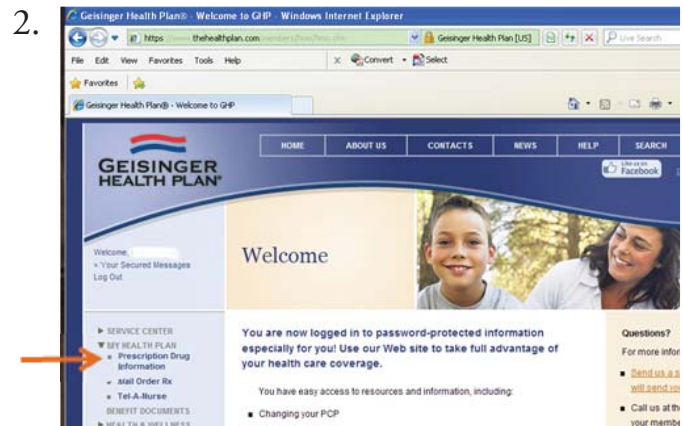 2.
Geisinger Health Plan® - Welcome to GHP - Windows Internet Explorer
https thehealthplan.com
Geisinger Health Plan [US]
Live Search
File Edit View Favorites Tools Help
Convert Select
Favorites
Geisinger Health Plan® - Welcome to GHP
HOME ABOUT US CONTACTS NEWS HELP SEARCH
Like us on
Facebook
GEISINGER
HEALTH PLAN®
Welcome,
» Your Secured Messages
Log Out
Welcome
SERVICE CENTER
MY HEALTH PLAN
Prescription Drug
Information
Mail Order Rx
Tel-A-Nurse
BENEFIT DOCUMENTS
HEALTH & WELLNESS
You are now logged in to password-protected information
especially for you! Use our Web site to take full advantage of
your health care coverage.
You have easy access to resources and information, including:
Changing your PCP
Questions?
For more infor
Send us a s
will send yo
Call us at th
your membe